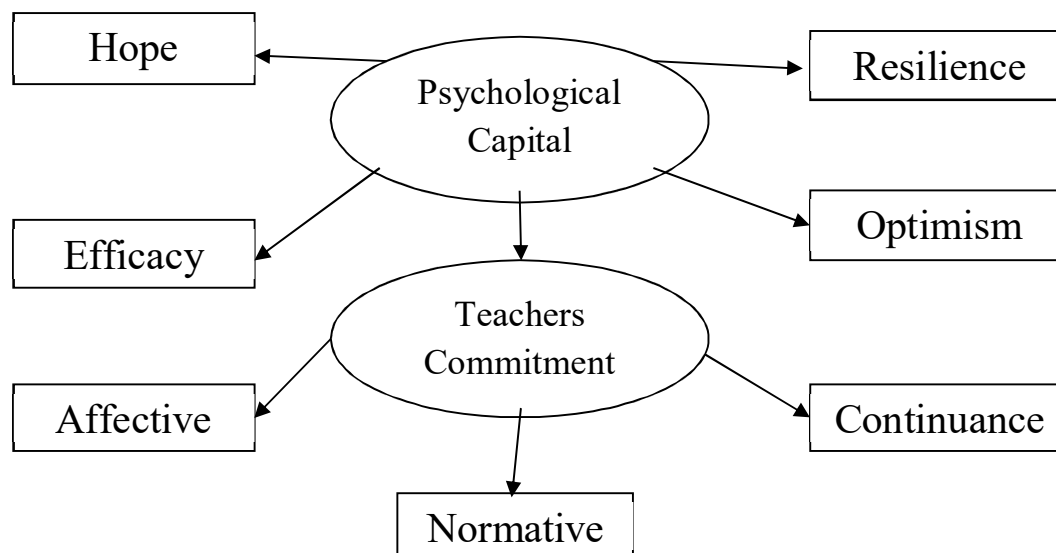 Hope
Psychological
Capital
Resilience
Efficacy
Optimism
Teachers
Commitment
Affective
Continuance
Normative